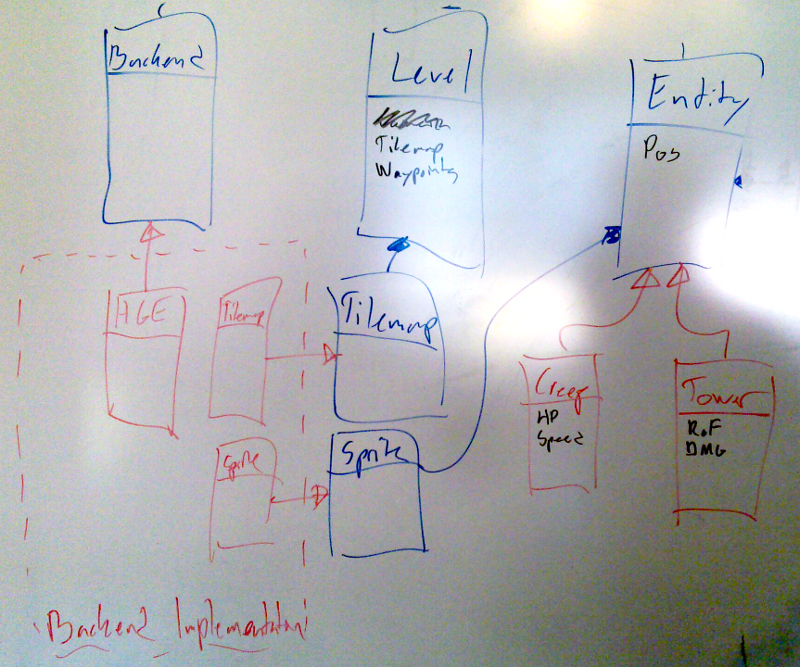 Backend
Level
Tilemap
Waypoints
Entity
Pos
AGE
Tilemap
Tilemap
Sprite
Sprite
Creep
HP
Speed
Tower
RoF
DMG
Backend Implementation